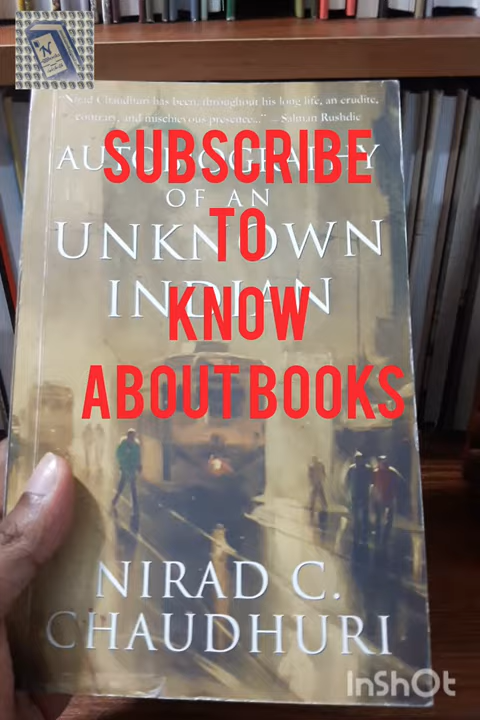 "Nirad Chaudhuri has been, throughout his long life, an erudite,
contrary, and mischievous presence..." — Salman Rushdie
AUTOBIOGRAPHY
OF AN
UNKNOWN
INDIAN
SUBSCRIBE
TO
KNOW
ABOUT BOOKS
NIRAD C.
CHAUDHURI
InShOt